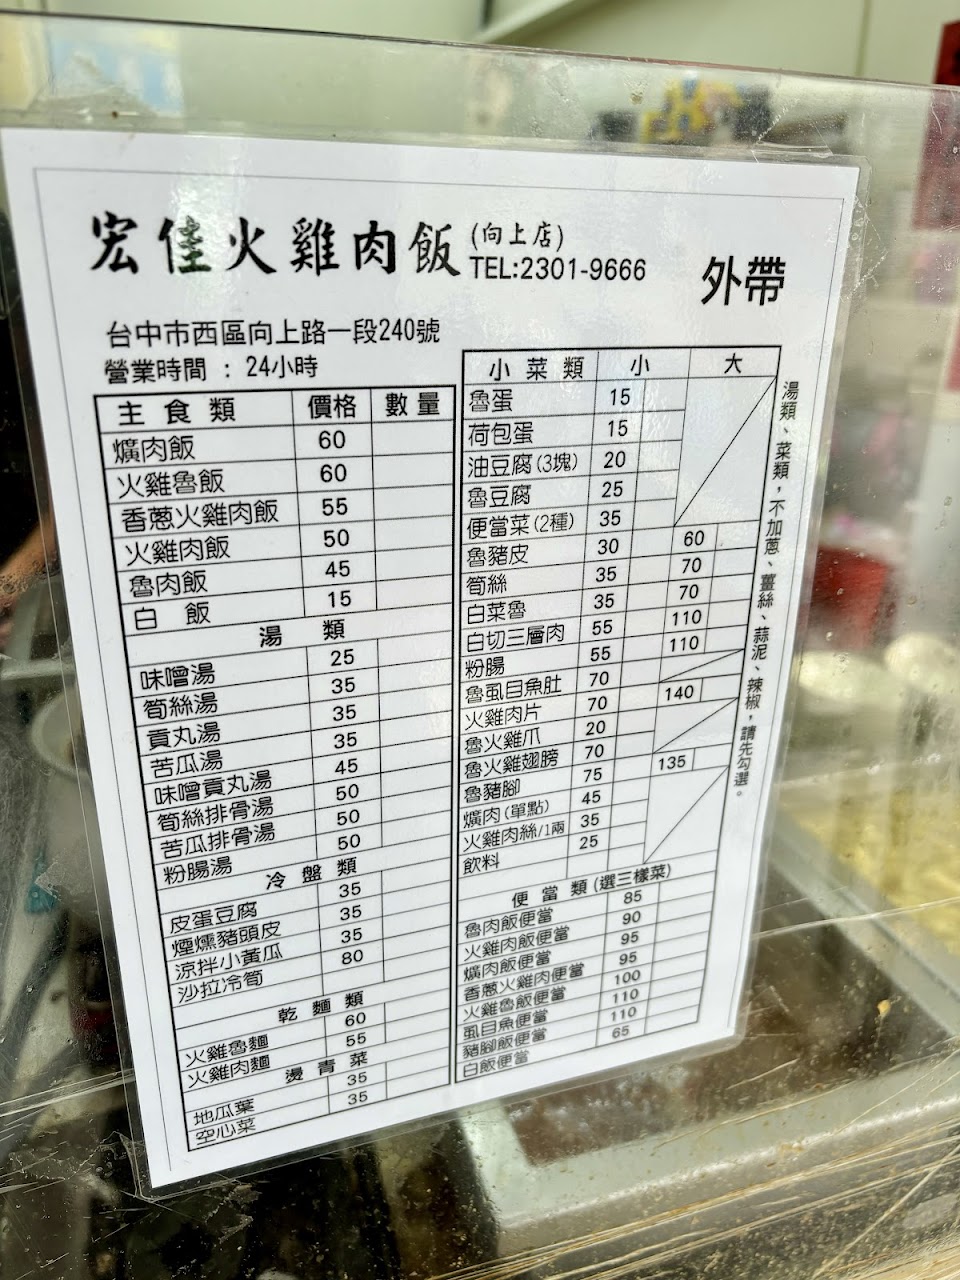 宏佳火雞肉飯 (向上店)
TEL:2301-9666
外帶
台中市西區向上路一段240號
營業時間 : 24小時
主食類 價格 數量
爌肉飯 60
火雞魯飯 60
香蔥火雞肉飯 55
火雞肉飯 50
魯肉飯 45
白飯 15
湯類
味噌湯 25
筍絲湯 35
貢丸湯 35
苦瓜湯 35
味噌貢丸湯 45
筍絲排骨湯 50
苦瓜排骨湯 50
粉腸湯 50
冷盤類
皮蛋豆腐 35
煙燻豬頭皮 35
涼拌小黃瓜 35
沙拉冷筍 80
乾麵類
火雞魯麵 60
火雞肉麵 55
燙青菜
地瓜葉 35
空心菜 35
小菜類 小 大
魯蛋 15
荷包蛋 15
油豆腐(3塊) 20
魯豆腐 25
便當菜(2種) 35
魯豬皮 30 60
筍絲 35 70
白菜魯 35 70
白切三層肉 55 110
粉腸 55 110
魯虱目魚肚 70
火雞肉片 70 140
魯火雞爪 20
魯火雞翅膀 70
魯豬腳 75 135
爌肉(單點) 45
火雞肉絲/1兩 35
飲料 25
便當類(選三樣菜)
魯肉飯便當 85
火雞肉飯便當 90
爌肉飯便當 95
香蔥火雞肉便當 95
火雞魯飯便當 100
虱目魚便當 110
豬腳飯便當 110
白飯便當 65
湯類、菜類，不加蔥、薑絲、蒜泥、辣椒，請先勾選。